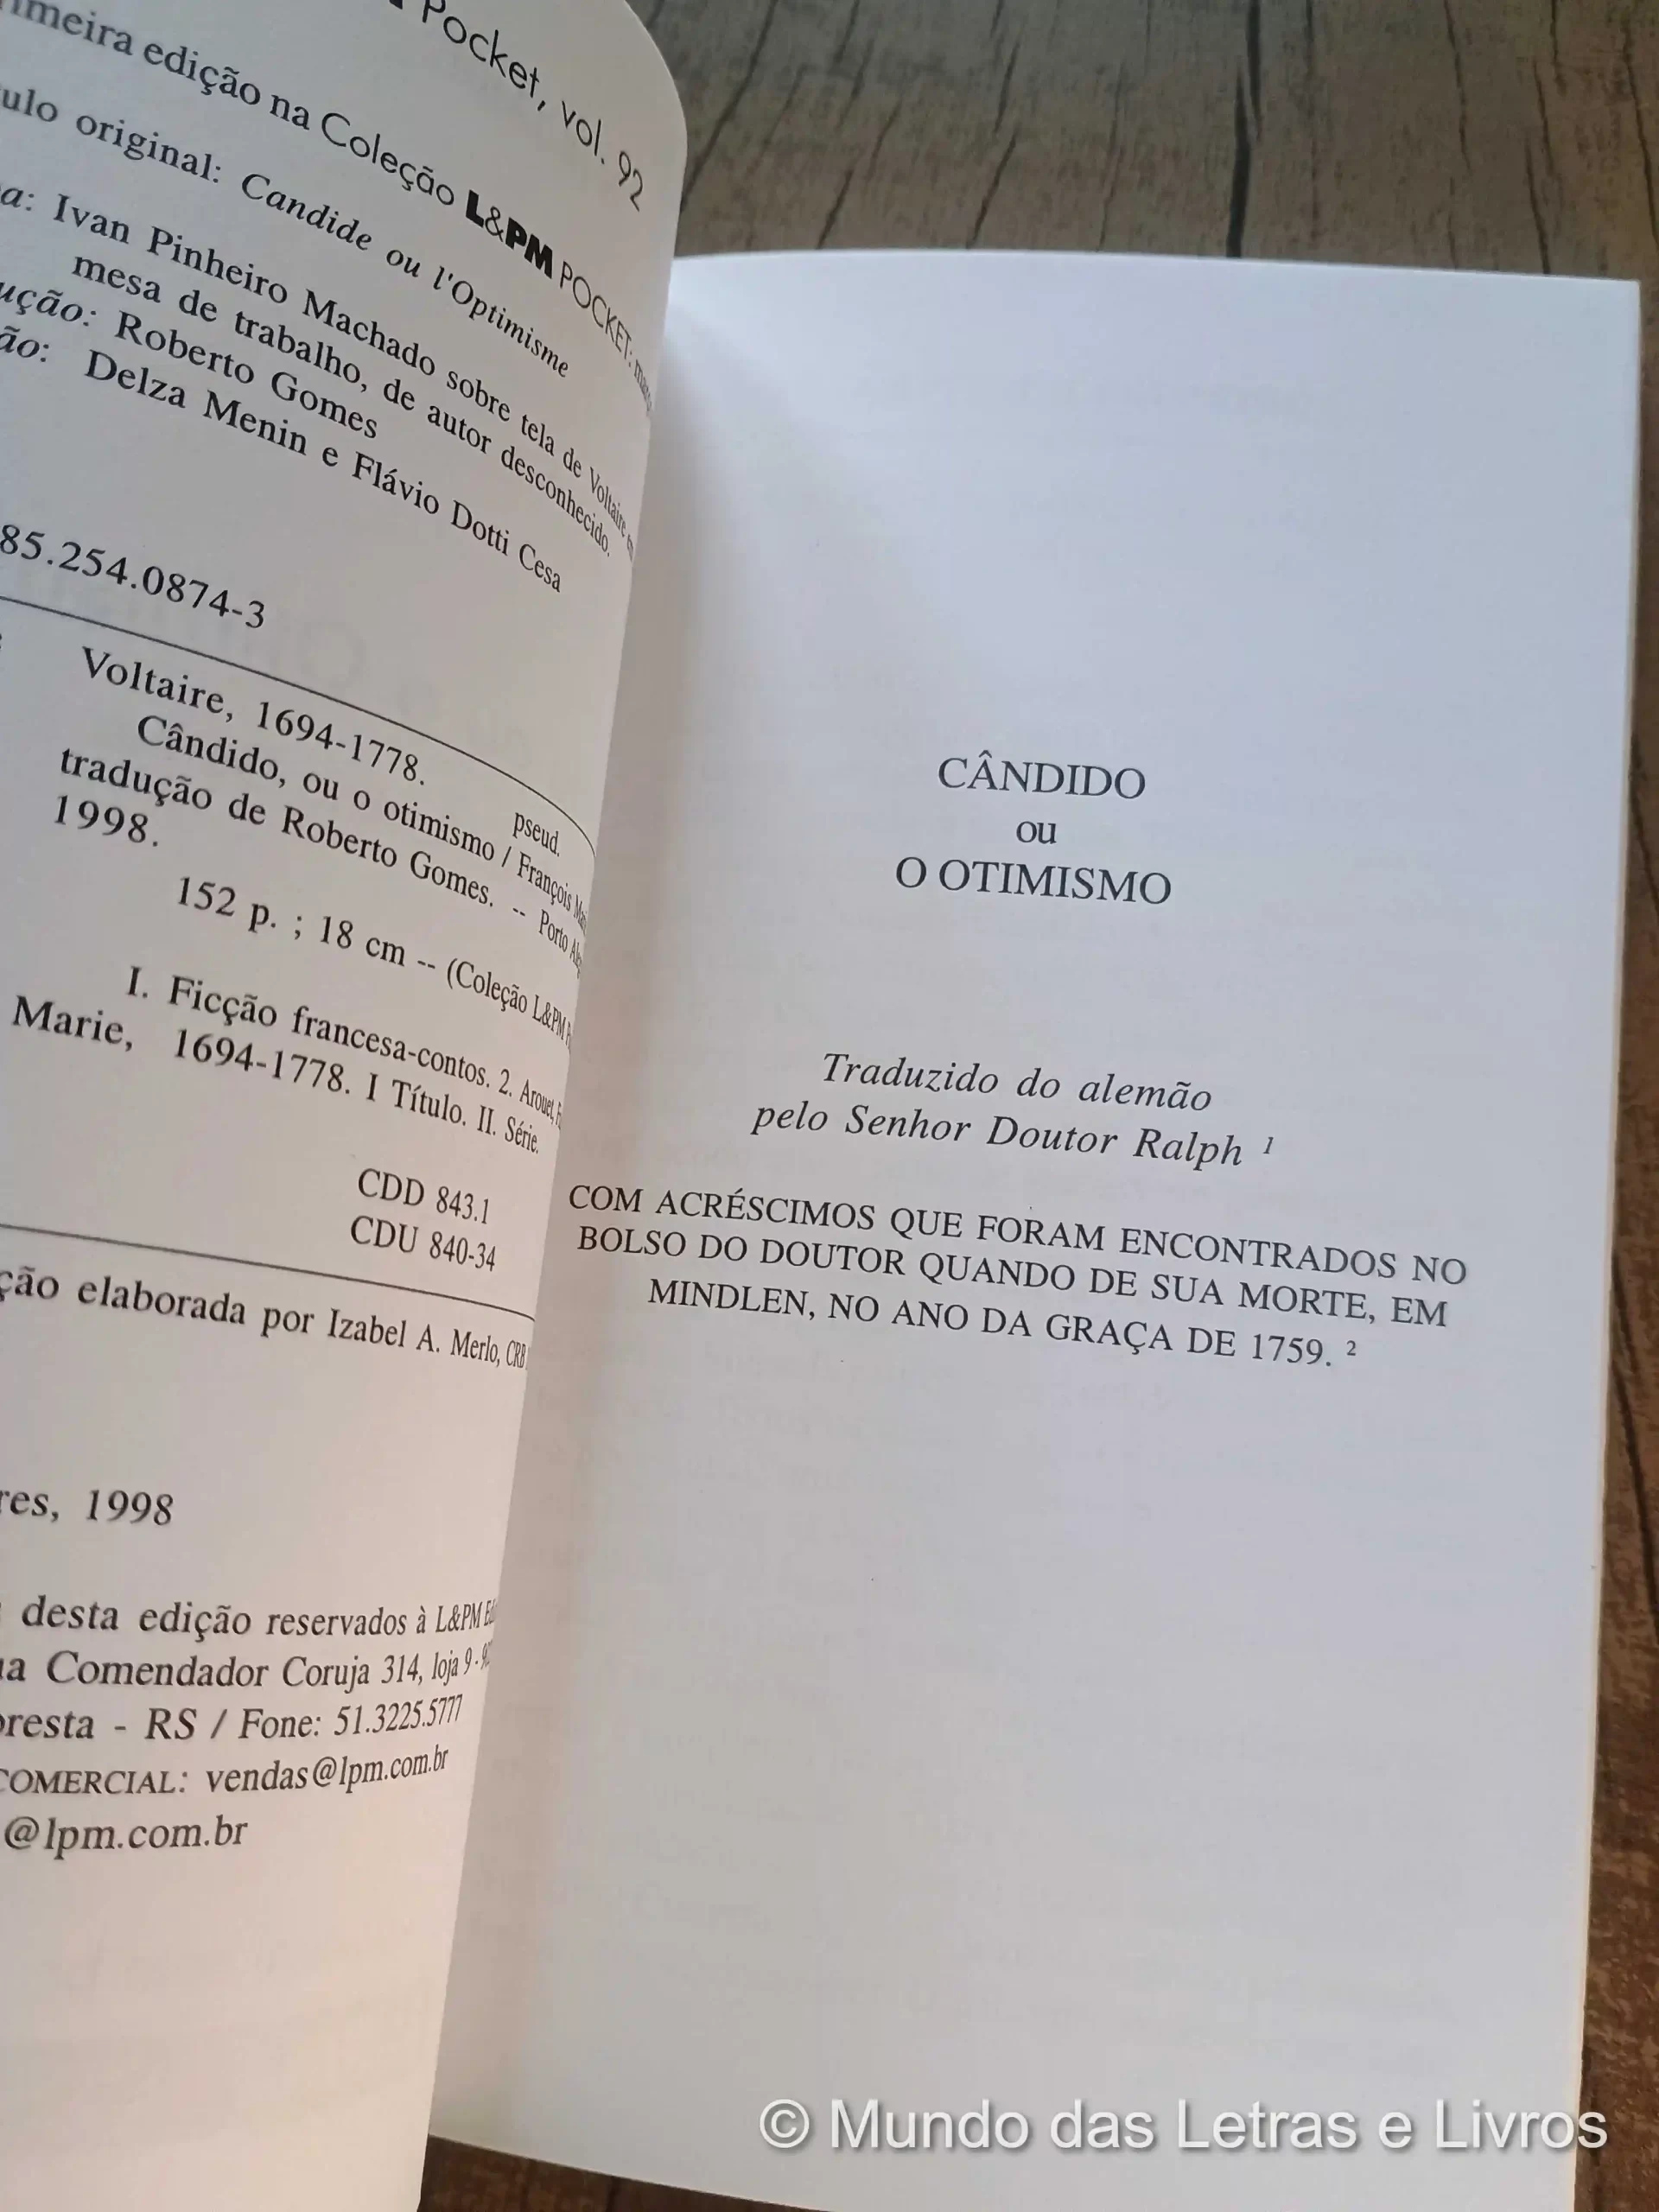 Pocket, vol. 92
edição na Coleção L&PM POCKET:
original: Candide ou l'Optimisme
Ivan Pinheiro Machado sobre tela de Voltaire em
mesa de trabalho, de autor desconhecido.
Roberto Gomes
Delza Menin e Flávio Dotti Cesa
85.254.0874-3
Voltaire, 1694-1778.
pseud.
Cândido, ou o otimismo / François
tradução de Roberto Gomes. -- Porto
1998.
152 p. ; 18 cm -- (Coleção L&PM
I. Ficção francesa-contos. 2. Arouet,
Marie, 1694-1778. I Título. II. Série.
CDD 843.1
CDU 840-34
elaborada por Izabel A. Merlo, CRB
1998
desta edição reservados à L&PM
Comendador Coruja 314, loja 9 -
- RS / Fone: 51.3225.5777
COMERCIAL: vendas@lpm.com.br
@lpm.com.br
CÂNDIDO
ou
O OTIMISMO
Traduzido do alemão
pelo Senhor Doutor Ralph ¹
COM ACRÉSCIMOS QUE FORAM ENCONTRADOS NO
BOLSO DO DOUTOR QUANDO DE SUA MORTE, EM
MINDLEN, NO ANO DA GRAÇA DE 1759. ²
© Mundo das Letras e Livros